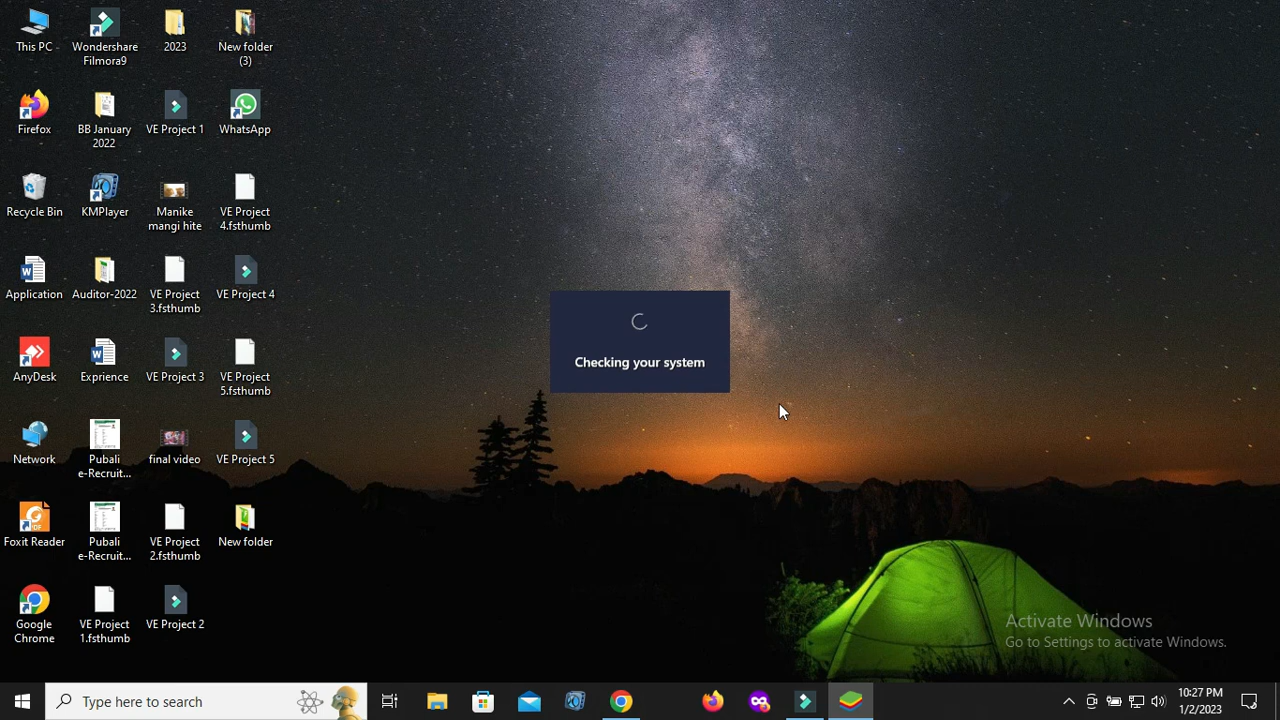 This PC
Wondershare
Filmora9
2023
New folder
(3)
Firefox
BB January
2022
VE Project 1
WhatsApp
Recycle Bin
KMPlayer
Manike
mangi hite
VE Project
4.fsthumb
Application
Auditor-2022
VE Project
3.fsthumb
VE Project 4
AnyDesk
Exprience
VE Project 3
VE Project
5.fsthumb
Network
Pubali
e-Recruit...
final video
VE Project 5
Foxit Reader
Pubali
e-Recruit...
VE Project
2.fsthumb
New folder
Google
Chrome
VE Project
1.fsthumb
VE Project 2
Checking your system
Activate Windows
Go to Settings to activate Windows.
Type here to search
10:27 PM
1/2/2023